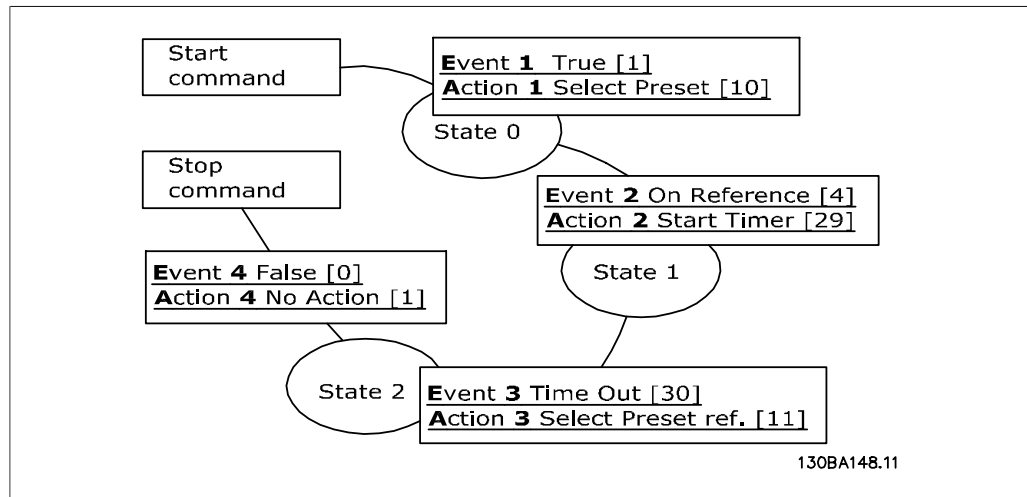 Start
command
Event 1 True [1]
Action 1 Select Preset [10]
State 0
Stop
command
Event 2 On Reference [4]
Action 2 Start Timer [29]
State 1
Event 4 False [0]
Action 4 No Action [1]
State 2
Event 3 Time Out [30]
Action 3 Select Preset ref. [11]
130BA148.11